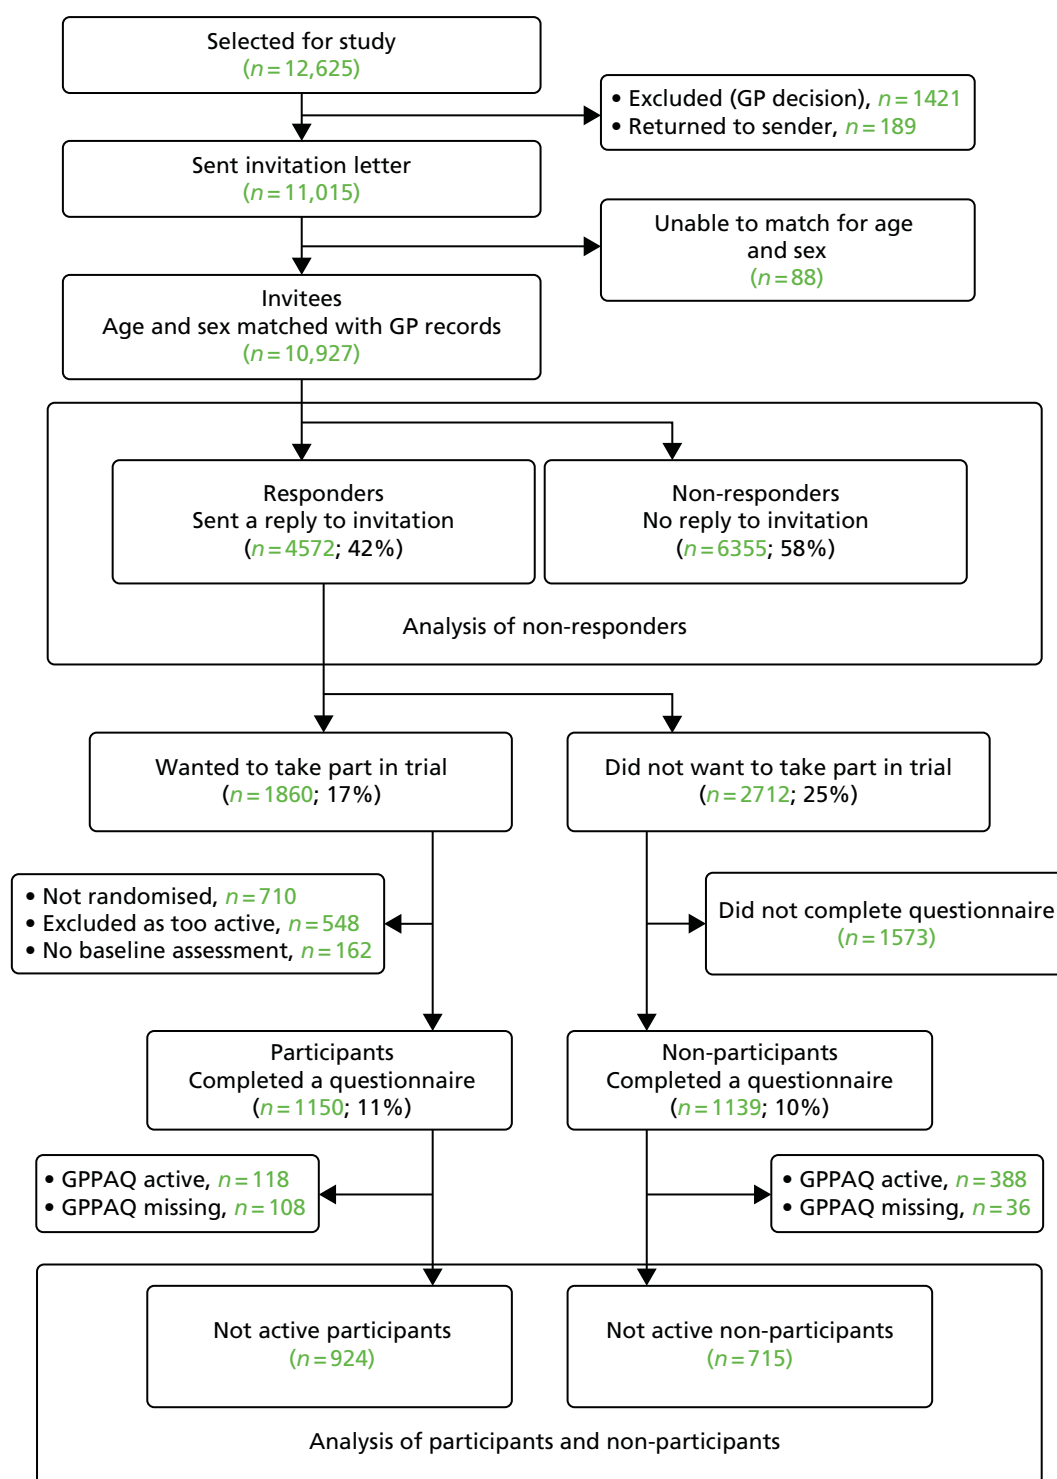 Selected for study
(n=12,625)
• Excluded (GP decision), n=1421
• Returned to sender, n=189
Sent invitation letter
(n=11,015)
Unable to match for age
and sex
(n=88)
Invitees
Age and sex matched with GP records
(n=10,927)
Responders
Sent a reply to invitation
(n=4572; 42%)
Non-responders
No reply to invitation
(n=6355; 58%)
Analysis of non-responders
Wanted to take part in trial
(n=1860; 17%)
Did not want to take part in trial
(n=2712; 25%)
• Not randomised, n=710
• Excluded as too active, n=548
• No baseline assessment, n=162
Did not complete questionnaire
(n=1573)
Participants
Completed a questionnaire
(n=1150; 11%)
Non-participants
Completed a questionnaire
(n=1139; 10%)
• GPPAQ active, n=118
• GPPAQ missing, n=108
• GPPAQ active, n=388
• GPPAQ missing, n=36
Not active participants
(n=924)
Not active non-participants
(n=715)
Analysis of participants and non-participants